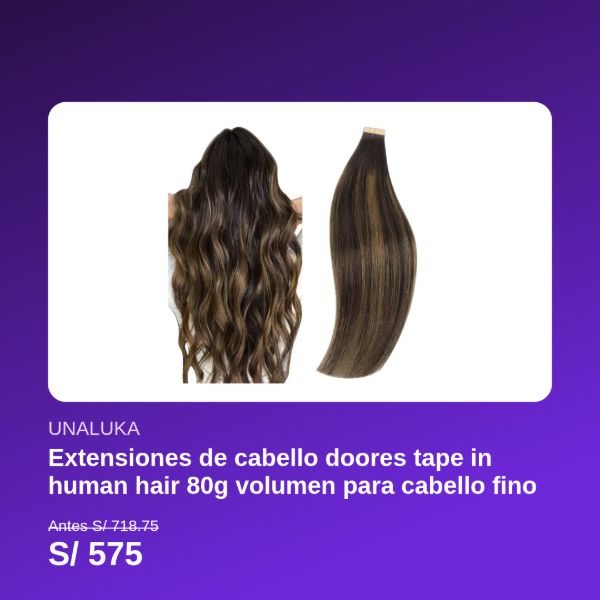 UNALUKA
Extensiones de cabello doores tape in
human hair 80g volumen para cabello fino
Antes S/ 718.75
S/ 575